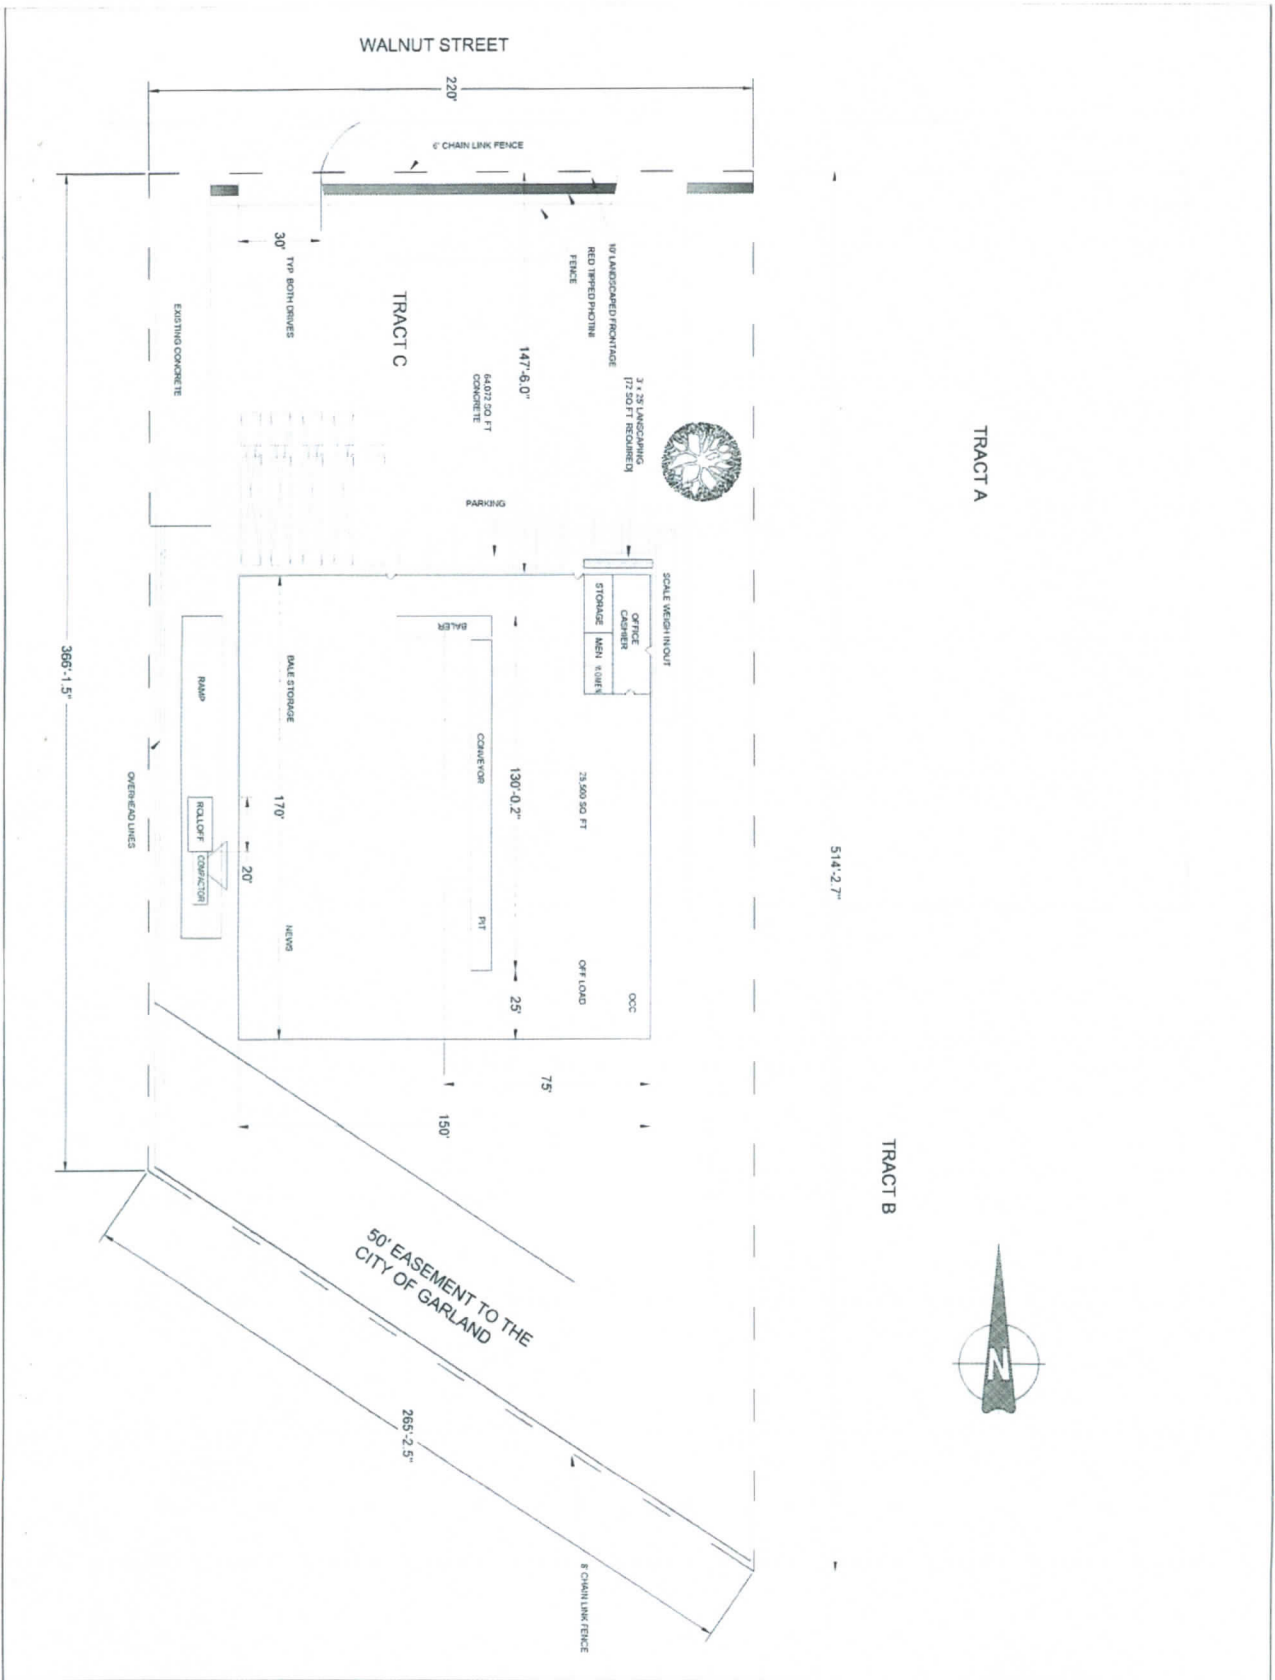 WALNUT STREET
220'
6' CHAIN LINK FENCE
30'
TYP BOTH DRIVES
EXISTING CONCRETE
TRACT C
10' LANDSCAPED FRONTAGE
RED TIPPED PHOTINI
FENCE
147'-6.0"
64,072 SQ. FT
CONCRETE
3' x 25' LANSCAPING
[72 SQ FT REQUIRED]
TRACT A
PARKING
SCALE WEIGH IN/OUT
OFFICE
CASHIER
STORAGE
MEN
WOMEN
BALER
366'-1.5"
RAMP
BALE STORAGE
CONVEYOR
130'-0.2"
25,500 SQ FT
OVERHEAD LINES
ROLLOFF
COMPACTOR
170'
20'
514'-2.7"
NEWS
PIT
OFF LOAD
OCC
25'
75'
150'
TRACT B
50' EASEMENT TO THE
CITY OF GARLAND
N
265'-2.5"
8' CHAIN LINK FENCE